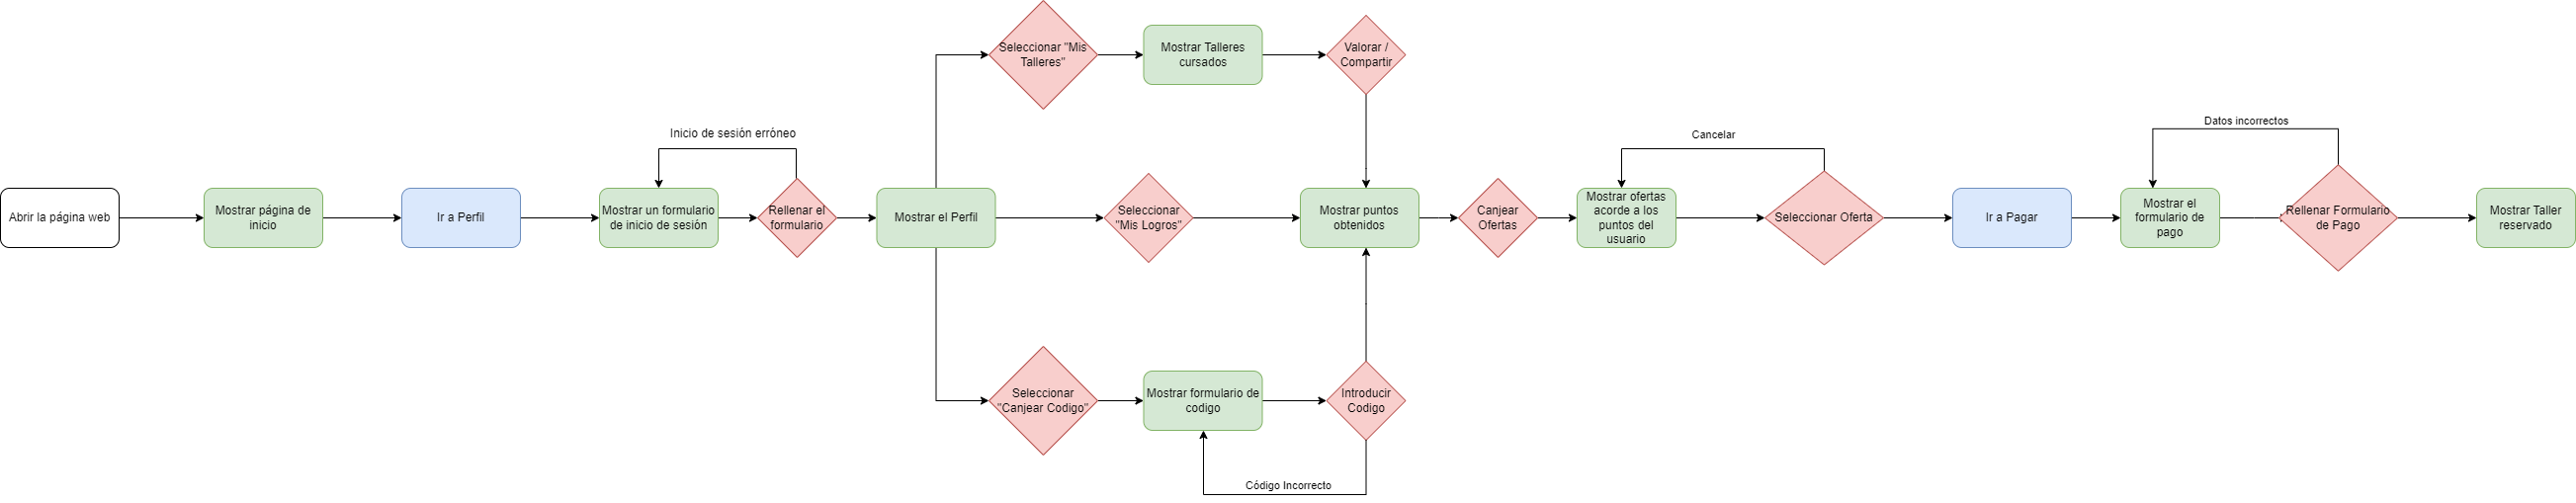 Abrir la página web
Mostrar página de
inicio
Ir a Perfil
Inicio de sesión erróneo
Mostrar un formulario
de inicio de sesión
Rellenar el
formulario
Mostrar el Perfil
Seleccionar "Mis
Talleres"
Mostrar Talleres
cursados
Valorar /
Compartir
Seleccionar
"Mis Logros"
Seleccionar
"Canjear Codigo"
Mostrar formulario de
codigo
Introducir
Codigo
Código Incorrecto
Mostrar puntos
obtenidos
Canjear
Ofertas
Cancelar
Mostrar ofertas
acorde a los
puntos del
usuario
Seleccionar Oferta
Ir a Pagar
Datos incorrectos
Mostrar el
formulario de
pago
Rellenar Formulario
de Pago
Mostrar Taller
reservado